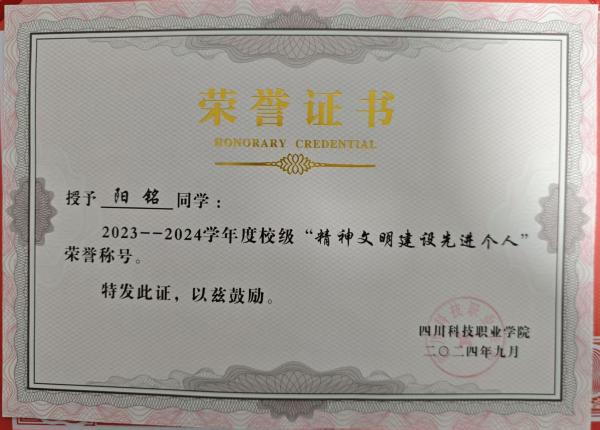 荣誉证书
HONORARY CREDENTIAL
授予 阳铭 同学：
2023--2024学年度校级“精神文明建设先进个人”
荣誉称号。
特发此证，以兹鼓励。
四川科技职业学院
二〇二四年九月